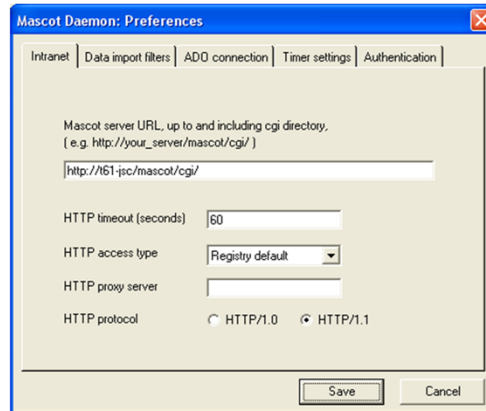 Mascot Daemon: Preferences
Intranet Data import filters ADO connection Timer settings Authentication
Mascot server URL, up to and including cgi directory,
( e.g. http://your_server/mascot/cgi/ )
http://t61-jsc/mascot/cgi/
HTTP timeout (seconds) 60
HTTP access type Registry default
HTTP proxy server
HTTP protocol HTTP/1.0 HTTP/1.1
Save Cancel